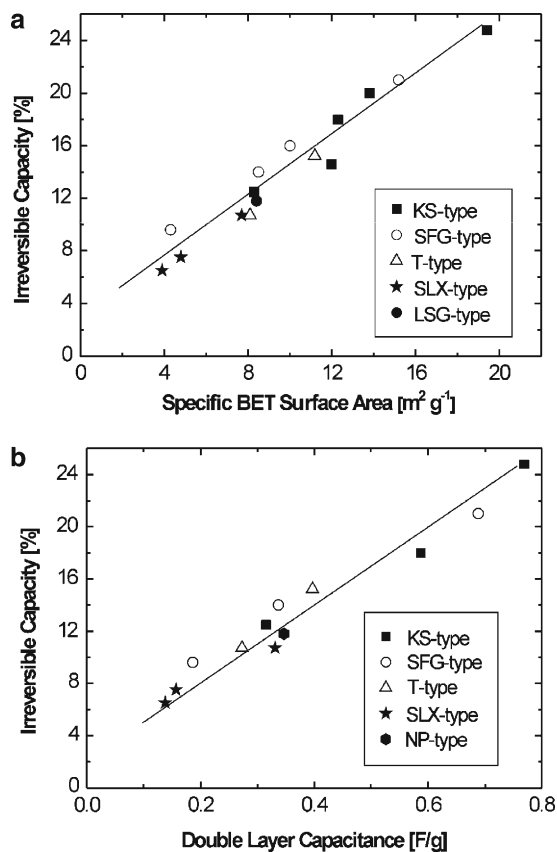 a
24
20
16
12
8
4
0
Irreversible Capacity [%]
KS-type
SFG-type
T-type
SLX-type
LSG-type
0 4 8 12 16 20
Specific BET Surface Area [m² g⁻¹]
b
24
20
16
12
8
4
0
Irreversible Capacity [%]
KS-type
SFG-type
T-type
SLX-type
NP-type
0.0 0.2 0.4 0.6 0.8
Double Layer Capacitance [F/g]